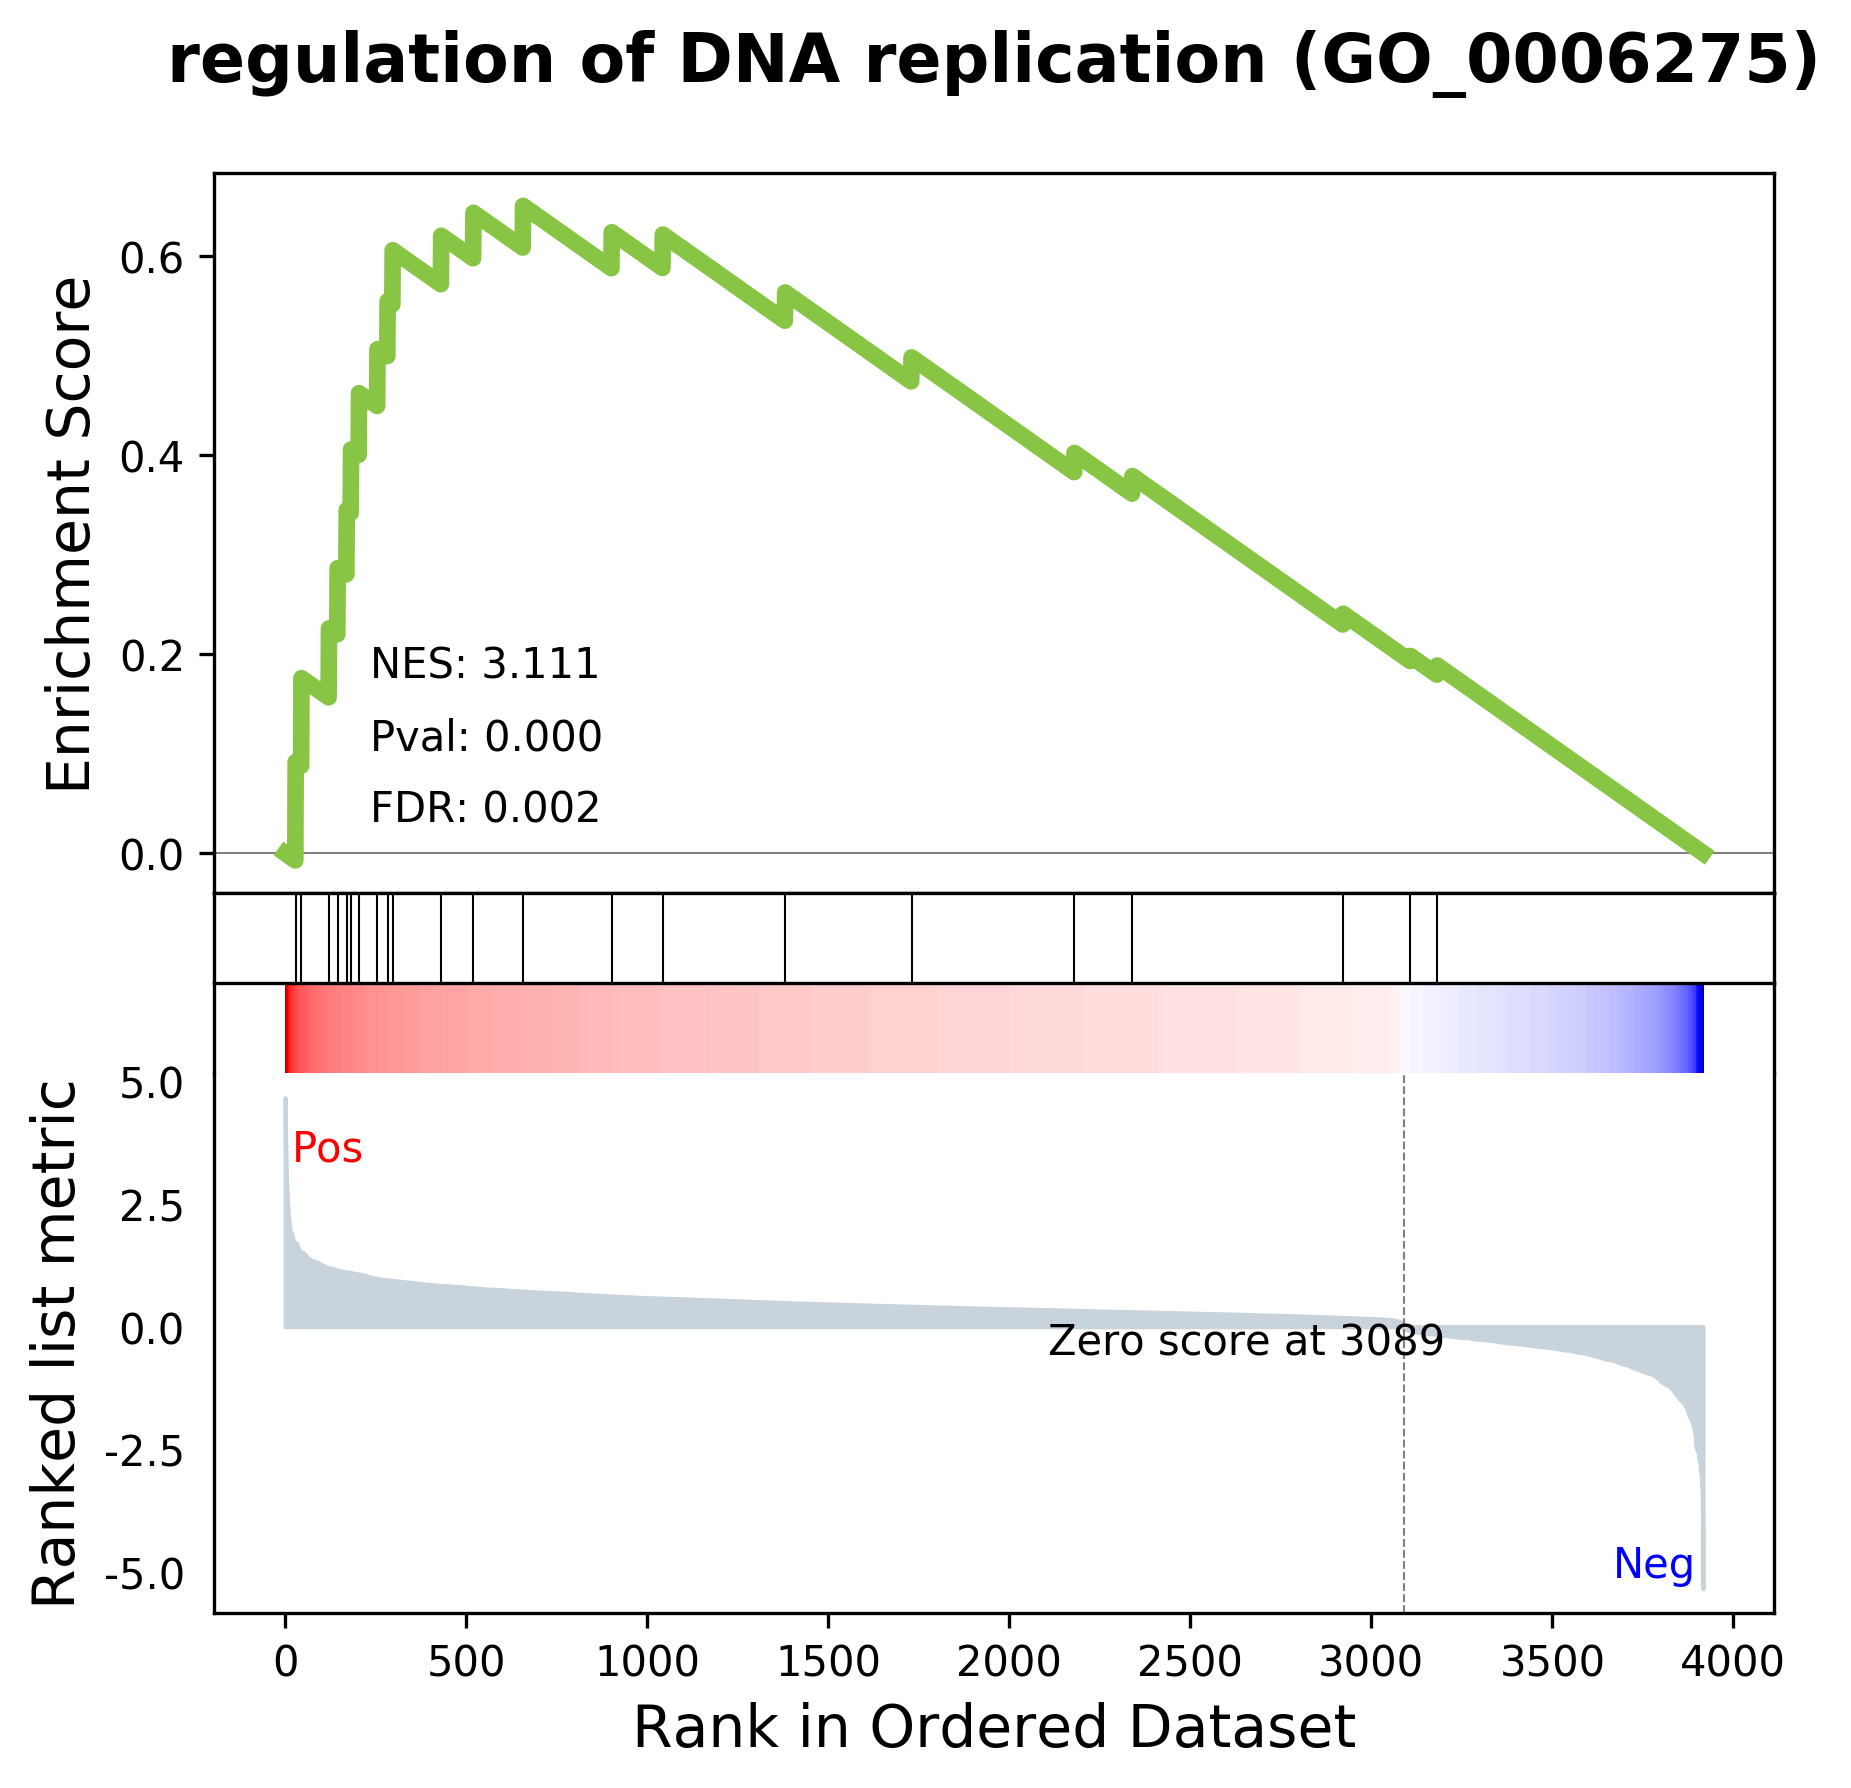 regulation of DNA replication (GO_0006275)
Enrichment Score
0.6
0.4
0.2
0.0
NES: 3.111
Pval: 0.000
FDR: 0.002
Ranked list metric
5.0
2.5
0.0
-2.5
-5.0
Pos
Zero score at 3089
Neg
0 500 1000 1500 2000 2500 3000 3500 4000
Rank in Ordered Dataset